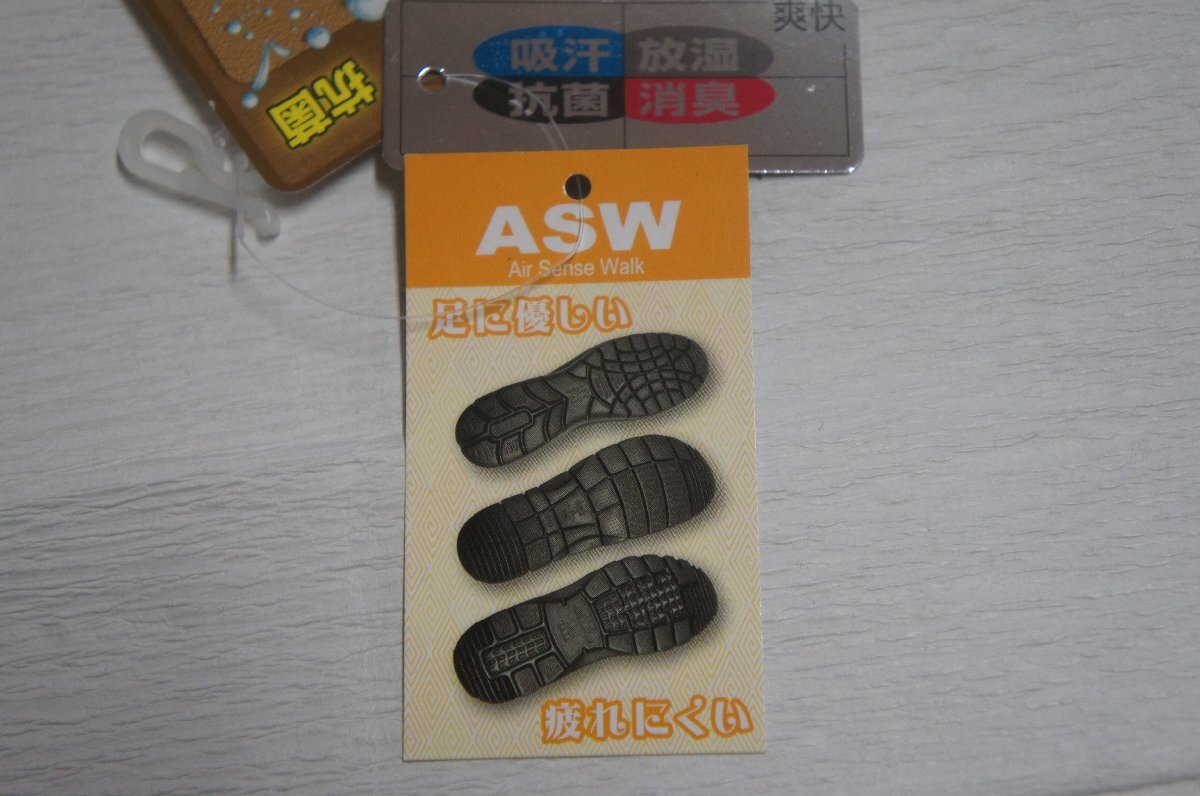 爽快
吸汗 放湿
抗菌 消臭
抗菌
ASW
Air Sense Walk
足に優しい
疲れにくい